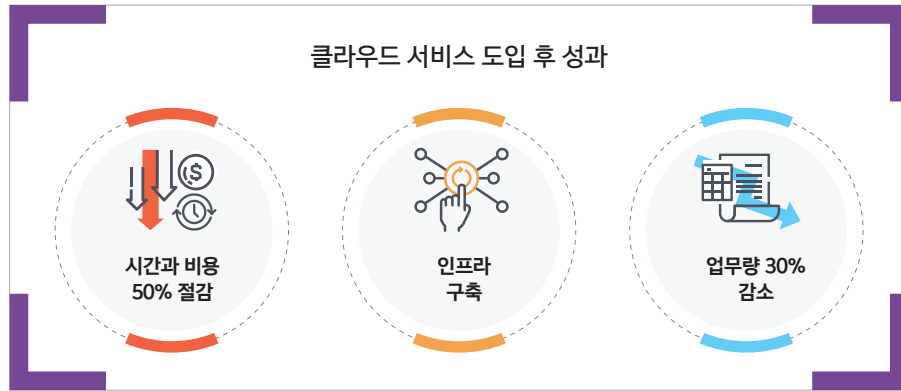 클라우드 서비스 도입 후 성과
$
시간과 비용
50% 절감
인프라
구축
업무량 30%
감소